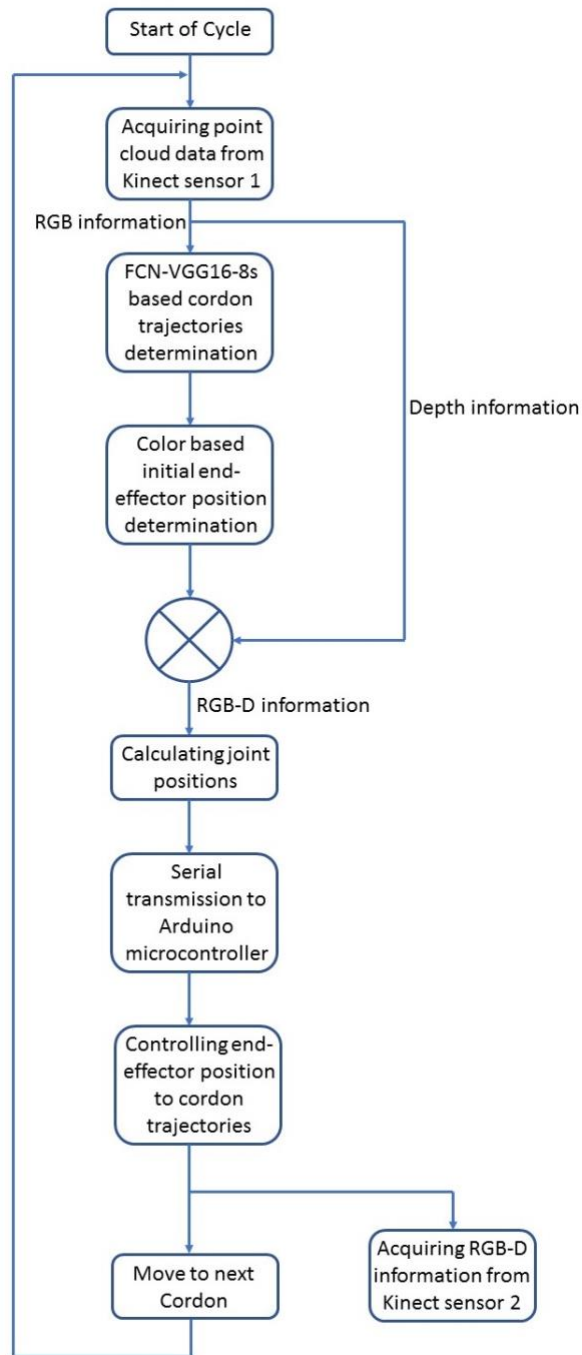 Start of Cycle
Acquiring point
cloud data from
Kinect sensor 1
RGB information
FCN-VGG16-8s
based cordon
trajectories
determination
Depth information
Color based
initial end-
effector position
determination
RGB-D information
Calculating joint
positions
Serial
transmission to
Arduino
microcontroller
Controlling end-
effector position
to cordon
trajectories
Move to next
Cordon
Acquiring RGB-D
information from
Kinect sensor 2